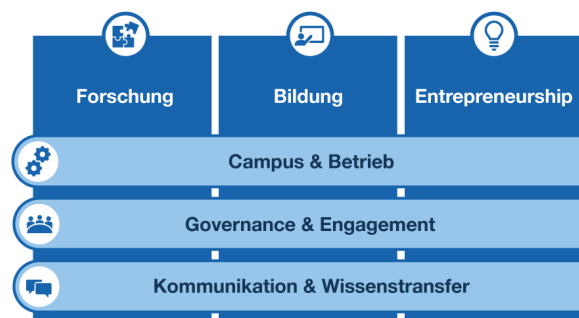 Forschung
Bildung
Entrepreneurship
Campus & Betrieb
Governance & Engagement
Kommunikation & Wissenstransfer